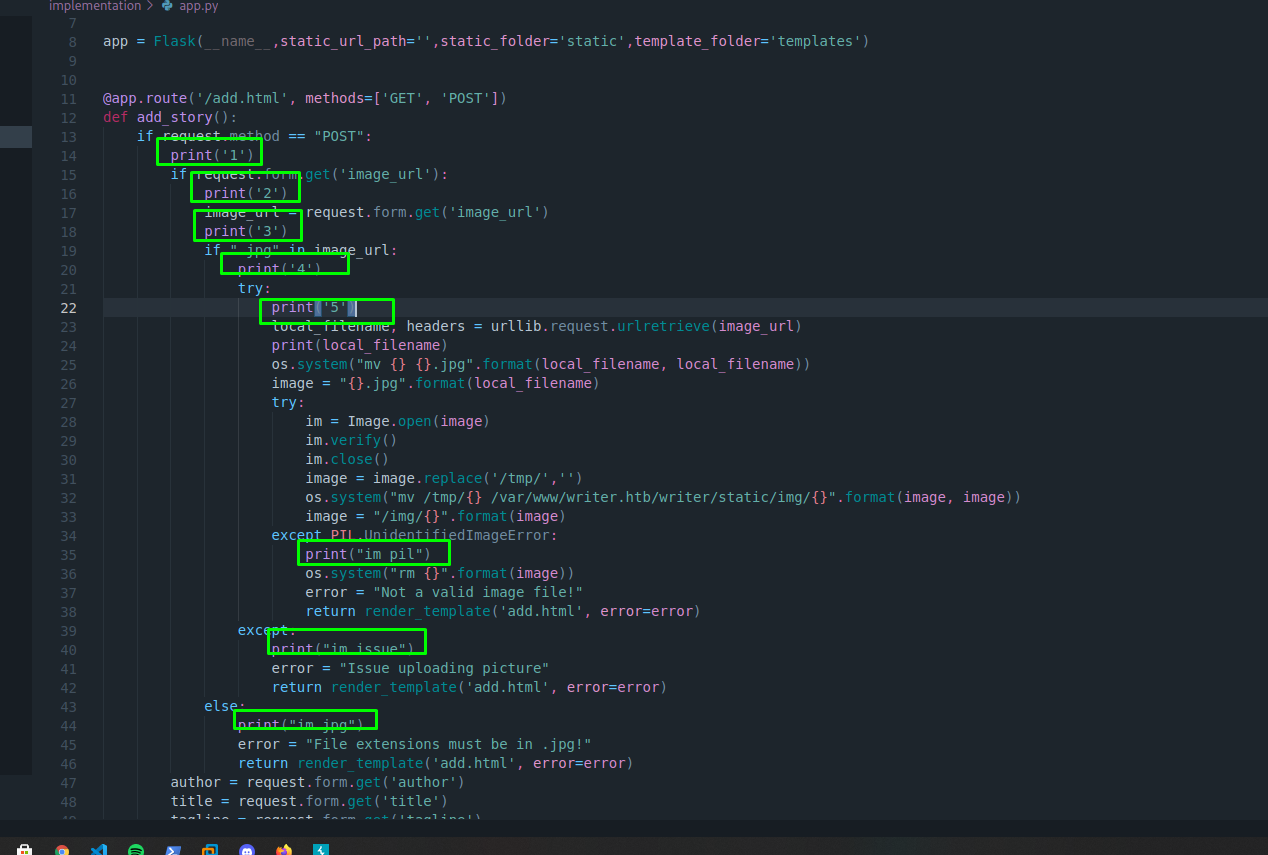 implementation > app.py
7
8 app = Flask(__name__,static_url_path='',static_folder='static',template_folder='templates')
9
10
11 @app.route('/add.html', methods=['GET', 'POST'])
12 def add_story():
13 if request.method == "POST":
14 print('1')
15 if request.form.get('image_url'):
16 print('2')
17 image_url = request.form.get('image_url')
18 print('3')
19 if ".jpg" in image_url:
20 print('4')
21 try:
22 print('5')
23 local_filename, headers = urllib.request.urlretrieve(image_url)
24 print(local_filename)
25 os.system("mv {} {}.jpg".format(local_filename, local_filename))
26 image = "{}.jpg".format(local_filename)
27 try:
28 im = Image.open(image)
29 im.verify()
30 im.close()
31 image = image.replace('/tmp/','')
32 os.system("mv /tmp/{} /var/www/writer.htb/writer/static/img/{}".format(image, image))
33 image = "/img/{}".format(image)
34 except PIL.UnidentifiedImageError:
35 print("im pil")
36 os.system("rm {}".format(image))
37 error = "Not a valid image file!"
38 return render_template('add.html', error=error)
39 except:
40 print("im issue")
41 error = "Issue uploading picture"
42 return render_template('add.html', error=error)
43 else:
44 print("im jpg")
45 error = "File extensions must be in .jpg!"
46 return render_template('add.html', error=error)
47 author = request.form.get('author')
48 title = request.form.get('title')
49 tagline = request.form.get('tagline')